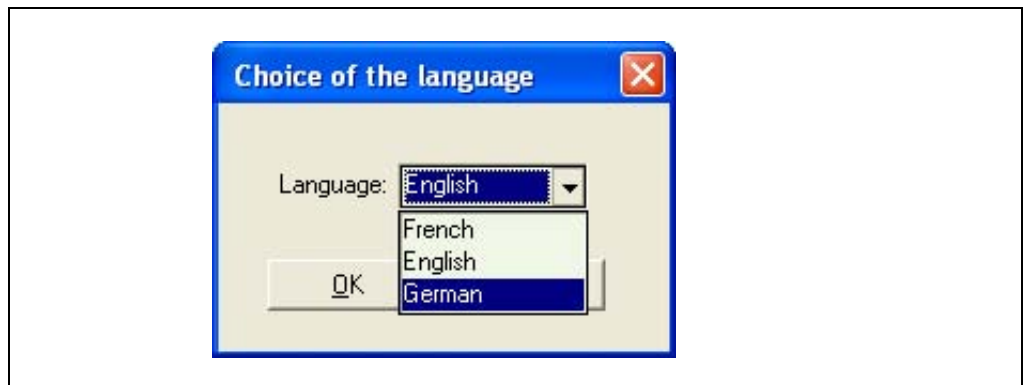 Choice of the language
Language: English
French
English
OK
German